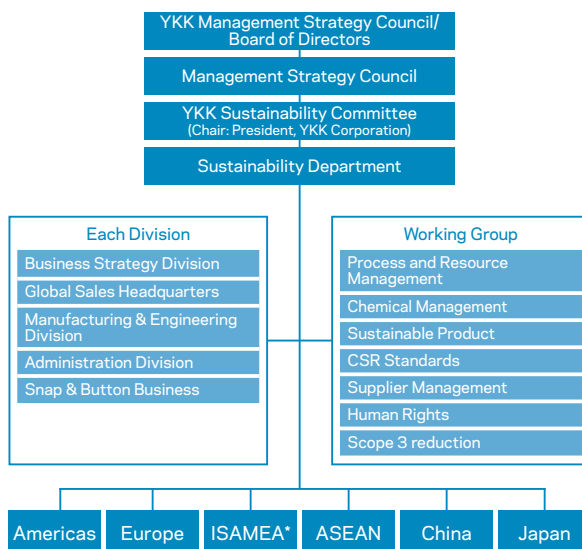 YKK Management Strategy Council/
Board of Directors
Management Strategy Council
YKK Sustainability Committee
(Chair: President, YKK Corporation)
Sustainability Department
Each Division
Business Strategy Division
Global Sales Headquarters
Manufacturing & Engineering
Division
Administration Division
Snap & Button Business
Working Group
Process and Resource
Management
Chemical Management
Sustainable Product
CSR Standards
Supplier Management
Human Rights
Scope 3 reduction
Americas
Europe
ISAMEA*
ASEAN
China
Japan